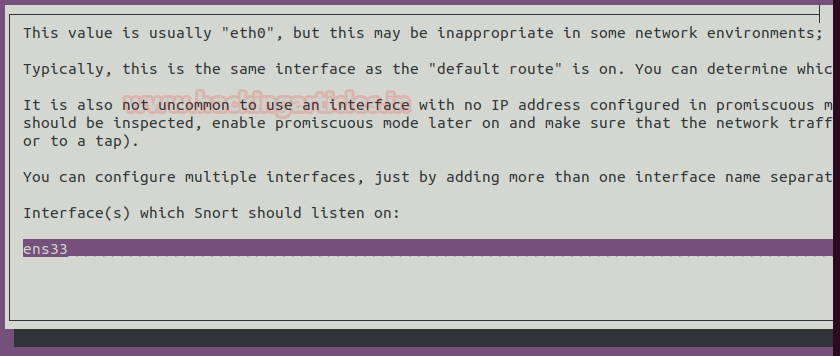 This value is usually "eth0", but this may be inappropriate in some network environments;
Typically, this is the same interface as the "default route" is on. You can determine whic
It is also not uncommon to use an interface with no IP address configured in promiscuous m
should be inspected, enable promiscuous mode later on and make sure that the network traff
or to a tap).
You can configure multiple interfaces, just by adding more than one interface name separat
Interface(s) which Snort should listen on:
ens33
www.hackingarticles.in